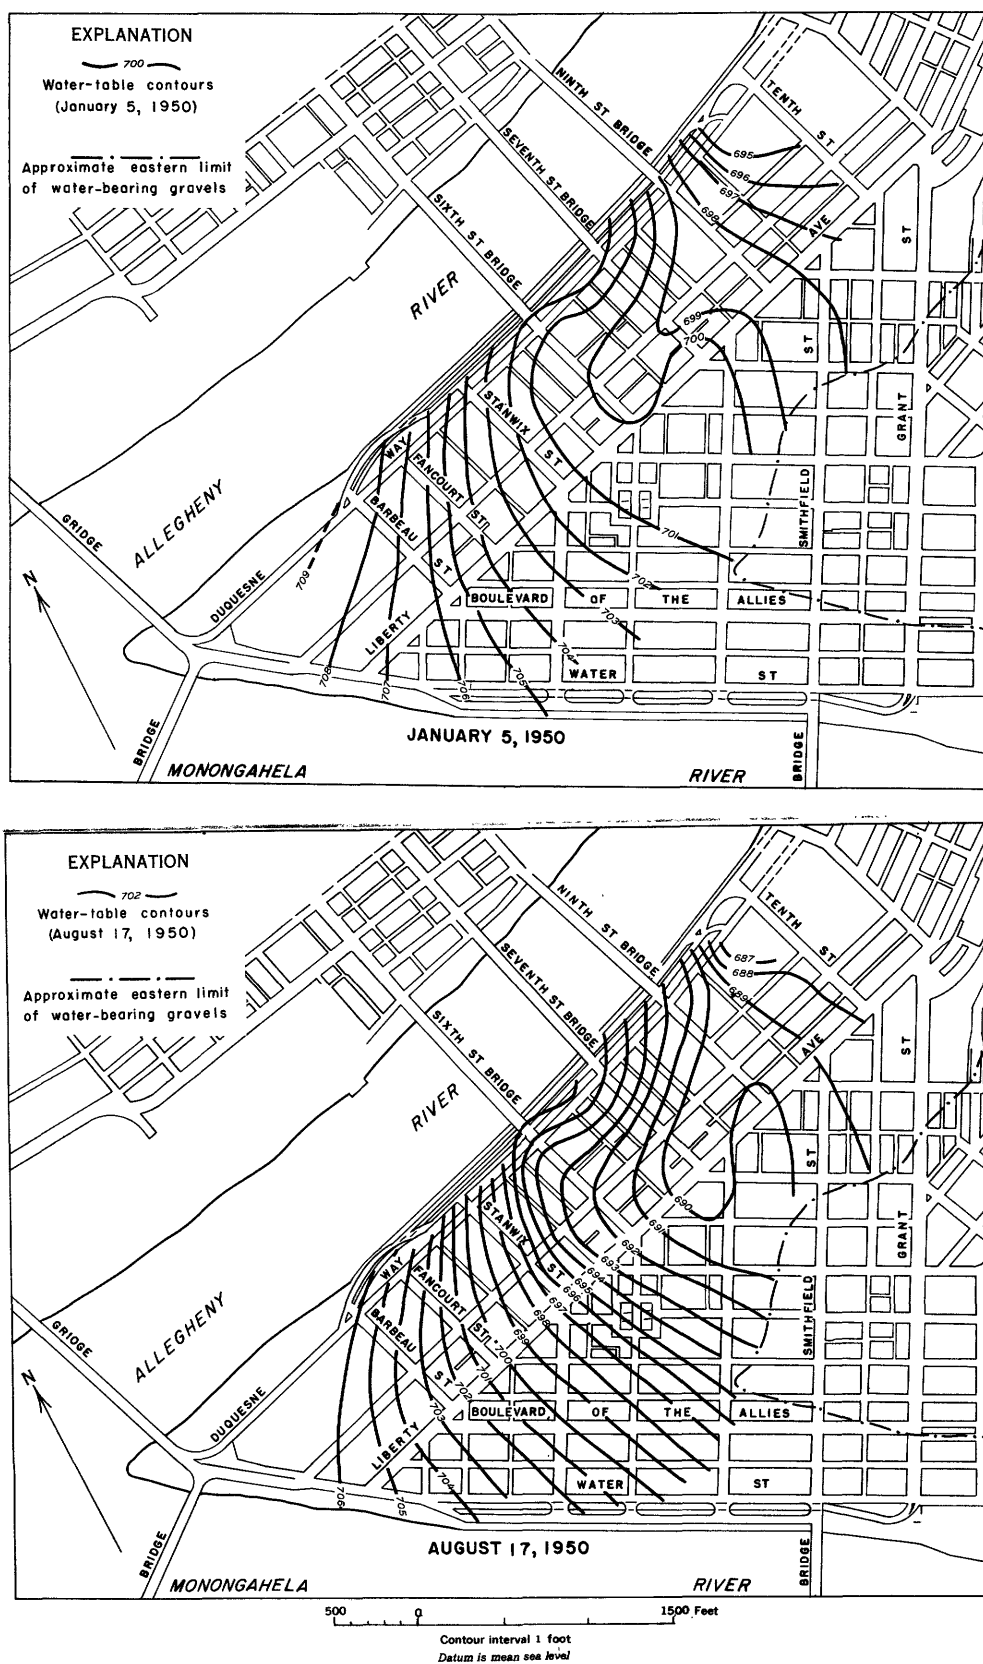 EXPLANATION
700
Water-table contours
(January 5, 1950)
Approximate eastern limit
of water-bearing gravels
NINTH ST BRIDGE
TENTH ST
SEVENTH ST BRIDGE
SIXTH ST BRIDGE
695
696
697
698
AVE
ST
RIVER
699
700
ST
STANWIX ST
GRANT
WAY
FANCOURT ST
BARBEAU ST
SMITHFIELD
GRIDGE
ALLEGHENY
701
709
702
N
DUQUESNE
BOULEVARD OF THE ALLIES
LIBERTY
703
704
708
707
706
705
WATER ST
JANUARY 5, 1950
BRIDGE
BRIDGE
MONONGAHELA RIVER
EXPLANATION
702
Water-table contours
(August 17, 1950)
Approximate eastern limit
of water-bearing gravels
NINTH ST BRIDGE
TENTH ST
SEVENTH ST BRIDGE
SIXTH ST BRIDGE
687
688
689
AVE
ST
RIVER
ST
690
691
692
693
694
695
696
697
698
699
700
701
702
703
704
STANWIX ST
GRANT
WAY
FANCOURT ST
BARBEAU ST
SMITHFIELD
GRIDGE
ALLEGHENY
N
DUQUESNE
BOULEVARD OF THE ALLIES
LIBERTY
706
705
WATER ST
AUGUST 17, 1950
BRIDGE
BRIDGE
MONONGAHELA RIVER
500 0 1500 Feet
Contour interval 1 foot
Datum is mean sea level